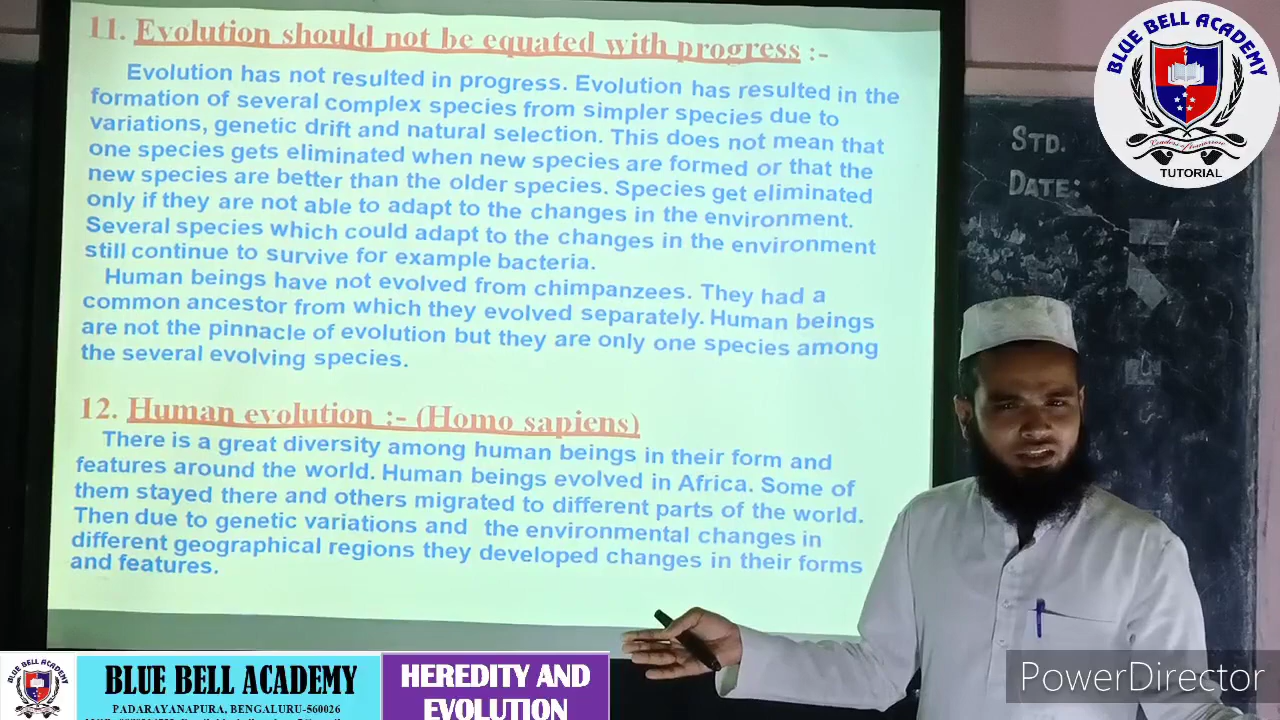 11. Evolution should not be equated with progress :-
Evolution has not resulted in progress. Evolution has resulted in the
formation of several complex species from simpler species due to
variations, genetic drift and natural selection. This does not mean that
one species gets eliminated when new species are formed or that the
new species are better than the older species. Species get eliminated
only if they are not able to adapt to the changes in the environment.
Several species which could adapt to the changes in the environment
still continue to survive for example bacteria.
Human beings have not evolved from chimpanzees. They had a
common ancestor from which they evolved separately. Human beings
are not the pinnacle of evolution but they are only one species among
the several evolving species.
12. Human evolution :- (Homo sapiens)
There is a great diversity among human beings in their form and
features around the world. Human beings evolved in Africa. Some of
them stayed there and others migrated to different parts of the world.
Then due to genetic variations and the environmental changes in
different geographical regions they developed changes in their forms
and features.
BLUE BELL ACADEMY
Leaders of tomorrow
TUTORIAL
STD.
DATE:
PowerDirector
BLUE BELL ACADEMY
BLUE BELL ACADEMY
PADARAYANAPURA, BENGALURU-560026
HEREDITY AND
EVOLUTION